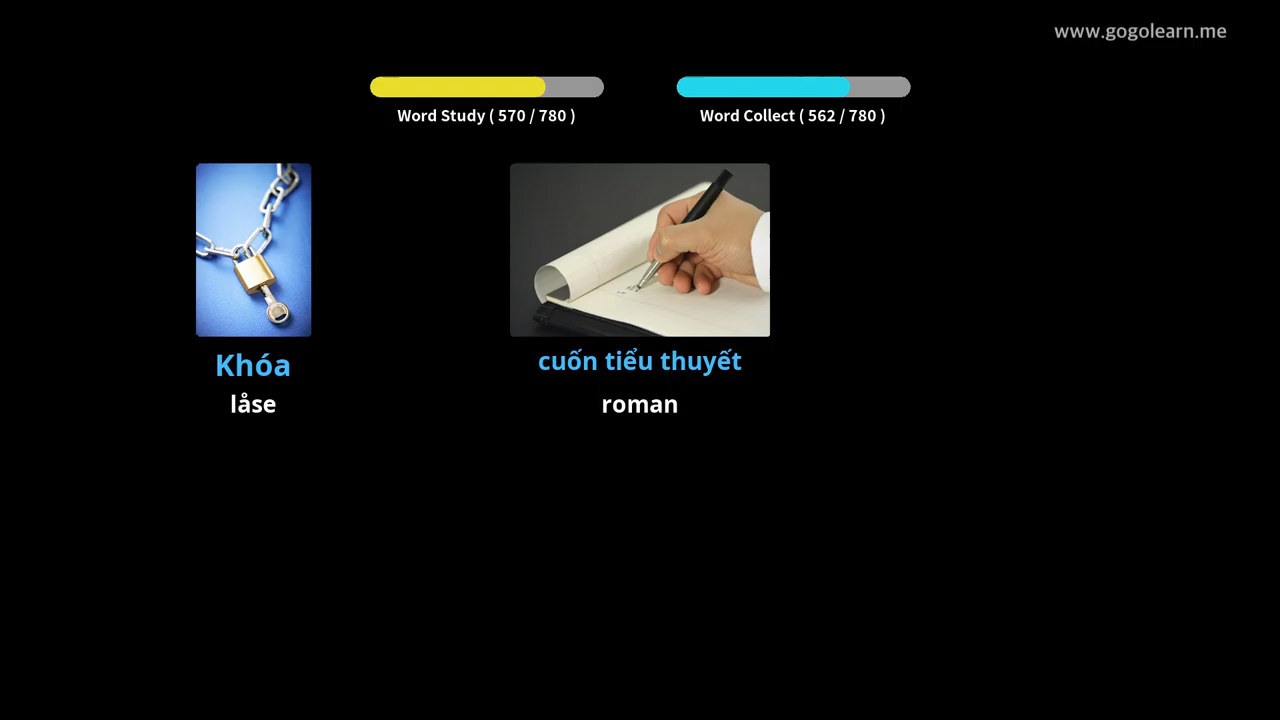 www.gogolearn.me
Word Study ( 570 / 780 )
Word Collect ( 562 / 780 )
Khóa
låse
cuốn tiểu thuyết
roman